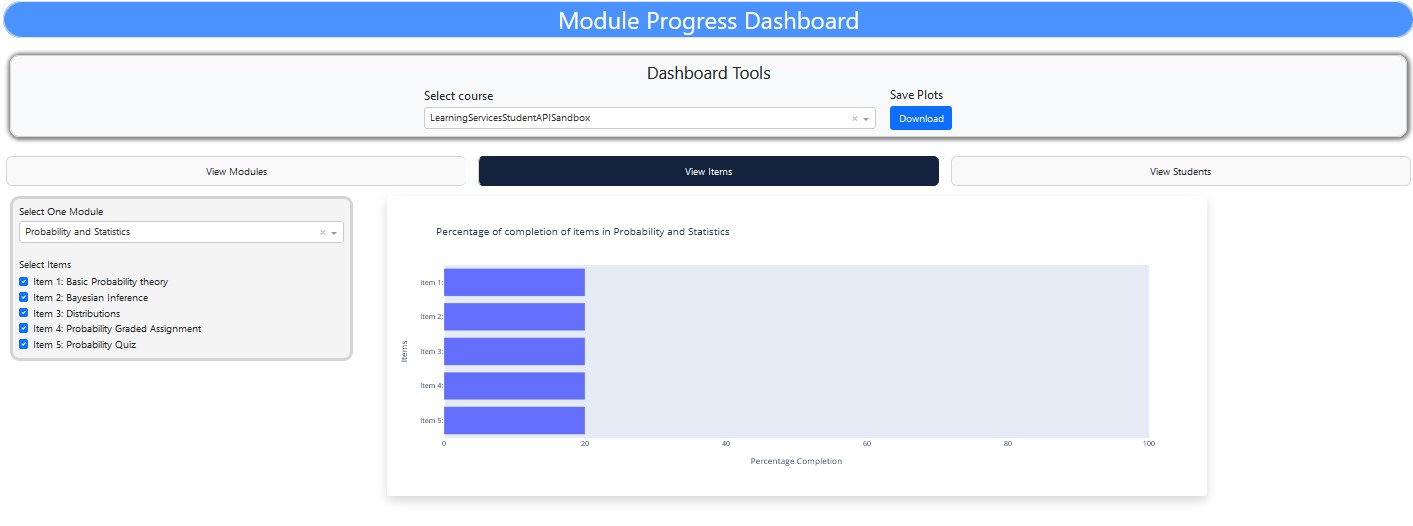 Module Progress Dashboard
Dashboard Tools
Select course
Save Plots
LearningServicesStudentAPISandbox
Download
View Modules
View Items
View Students
Select One Module
Probability and Statistics
Select Items
Item 1: Basic Probability theory
Item 2: Bayesian Inference
Item 3: Distributions
Item 4: Probability Graded Assignment
Item 5: Probability Quiz
Percentage of completion of items in Probability and Statistics
Items
Item 1:
Item 2:
Item 3:
Item 4:
Item 5:
0 20 40 60 80 100
Percentage Completion